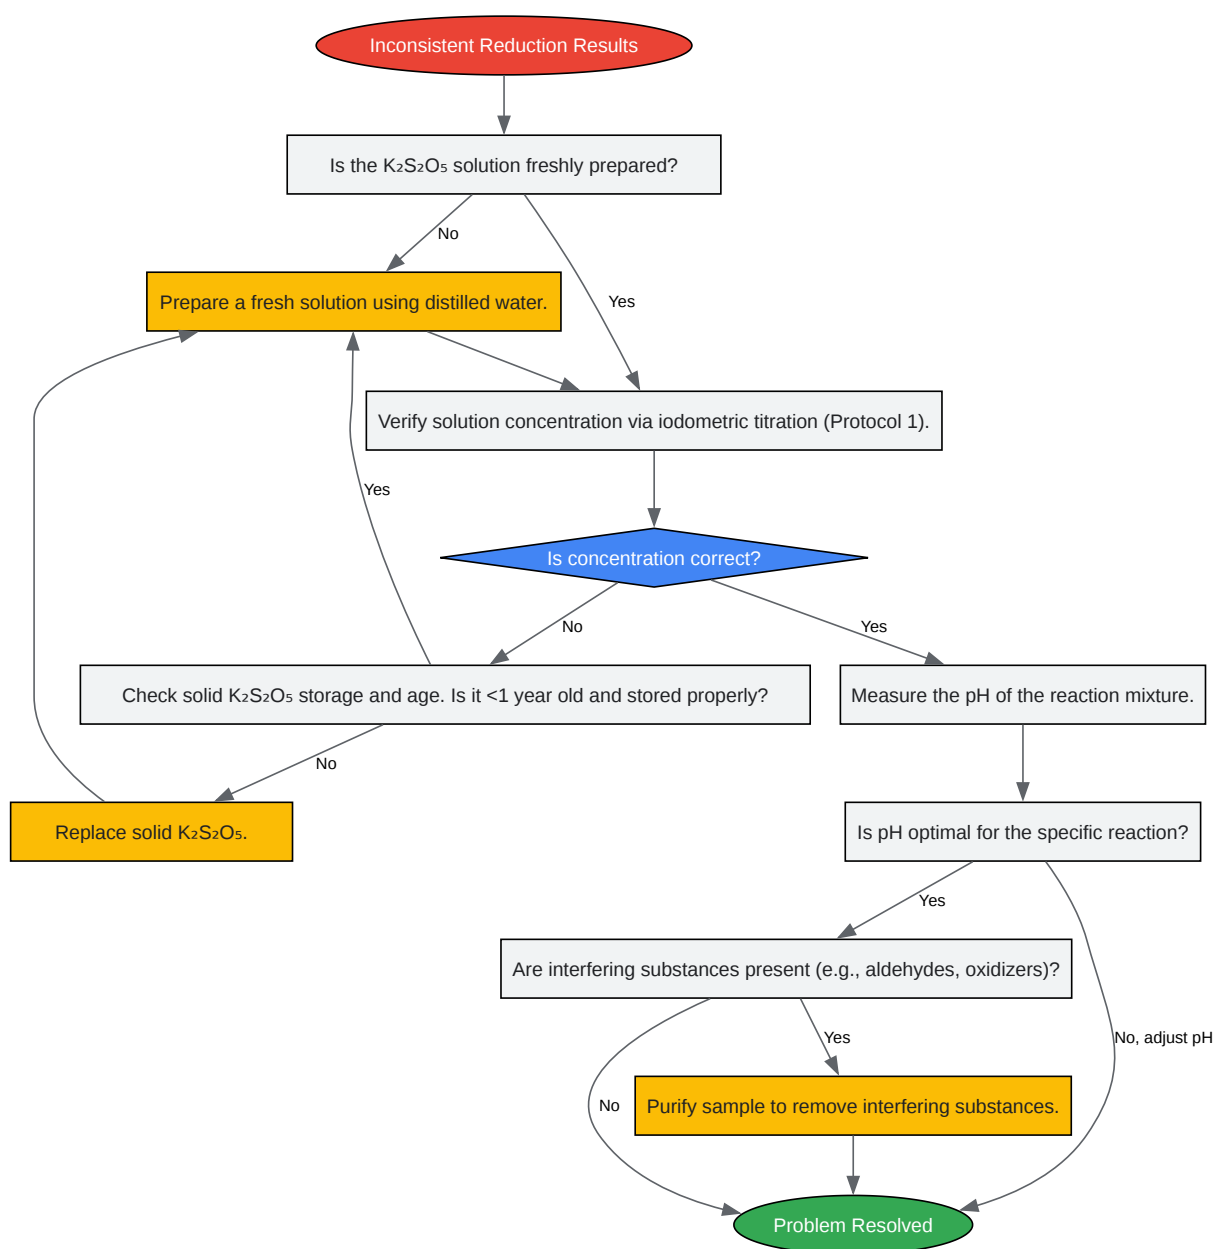 Inconsistent Reduction Results
Is the K₂S₂O₅ solution freshly prepared?
No
Prepare a fresh solution using distilled water.
Yes
Verify solution concentration via iodometric titration (Protocol 1).
Yes
Is concentration correct?
No
Yes
Check solid K₂S₂O₅ storage and age. Is it <1 year old and stored properly?
Measure the pH of the reaction mixture.
No
Replace solid K₂S₂O₅.
Is pH optimal for the specific reaction?
Yes
Are interfering substances present (e.g., aldehydes, oxidizers)?
Yes
No, adjust pH
No
Purify sample to remove interfering substances.
Problem Resolved